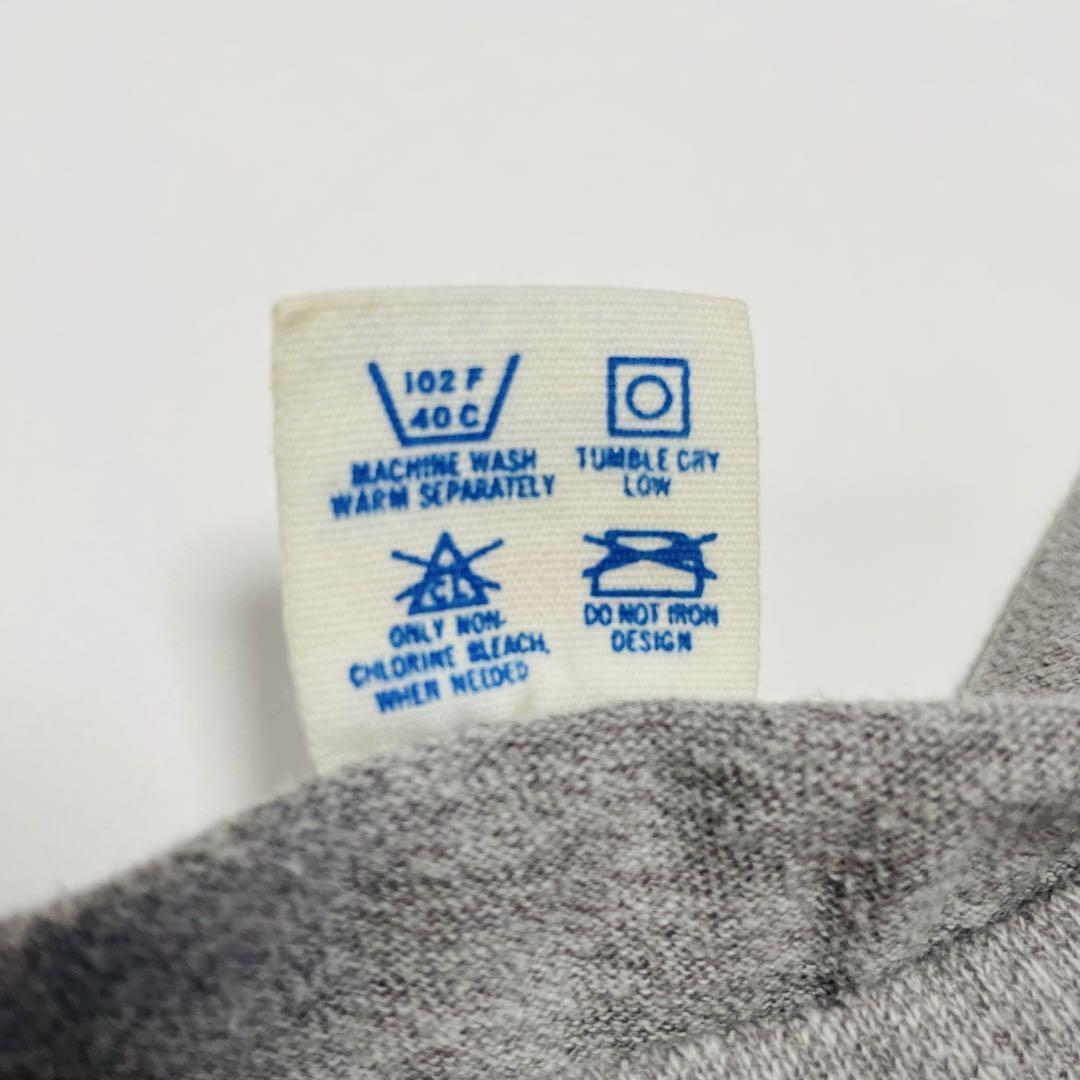 102 F
40 C
MACHINE WASH
WARM SEPARATELY
TUMBLE DRY
LOW
CL
ONLY NON-
CHLORINE BLEACH,
WHEN NEEDED
DO NOT IRON
DESIGN